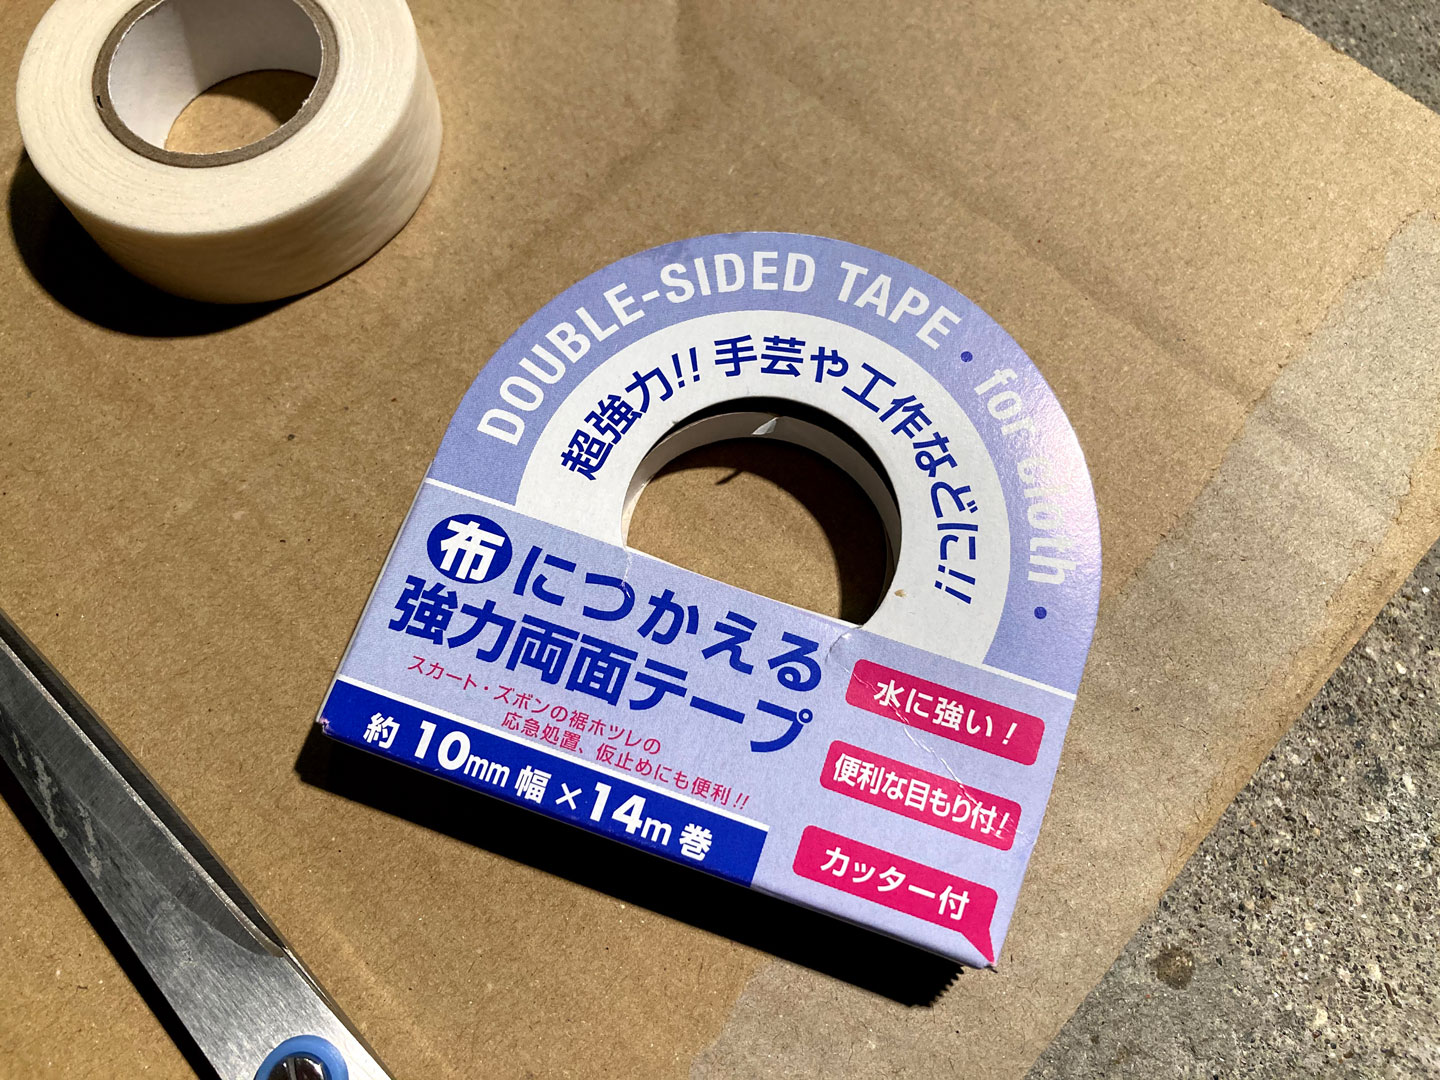 DOUBLE-SIDED TAPE • for cloth •
超強力!! 手芸や工作などに!!
布につかえる
強力両面テープ
スカート・ズボンの裾ホツレの
応急処置、仮止めにも便利!!
約10mm幅×14m巻
水に強い!
便利な目もり付!
カッター付